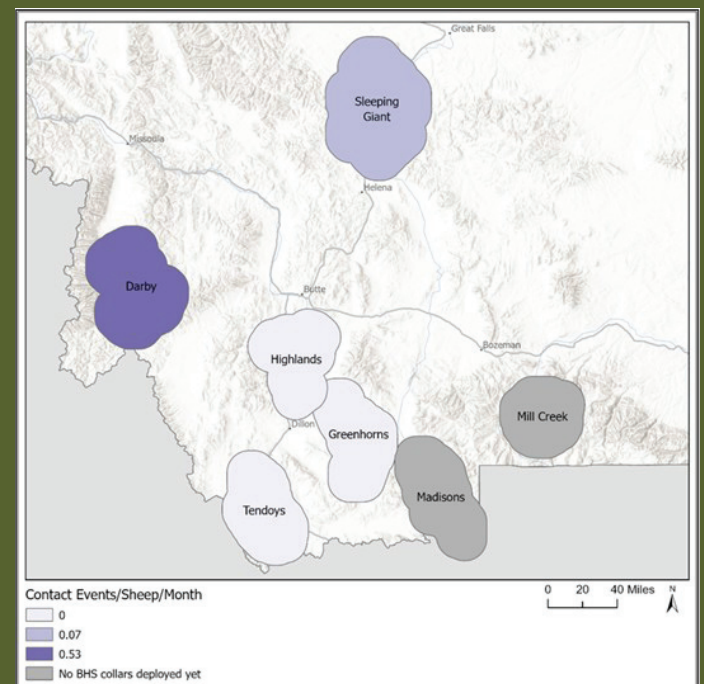 Great Falls
Sleeping
Giant
Missoula
Helena
Darby
Butte
Highlands
Bozeman
Mill Creek
Dillon
Greenhorns
Madisons
Tendoys
Contact Events/Sheep/Month
0
0.07
0.53
No BHS collars deployed yet
0 20 40 Miles N